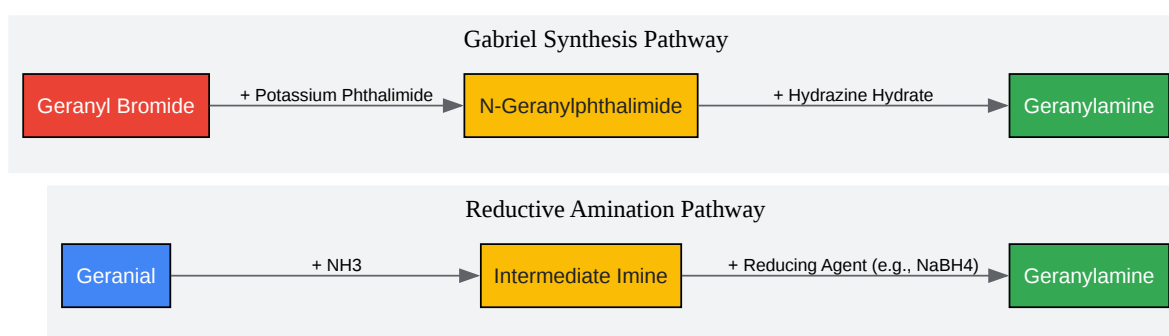 Gabriel Synthesis Pathway
Geranyl Bromide
+ Potassium Phthalimide
N-Geranylphthalimide
+ Hydrazine Hydrate
Geranylamine
Reductive Amination Pathway
Geranial
+ NH3
Intermediate Imine
+ Reducing Agent (e.g., NaBH4)
Geranylamine